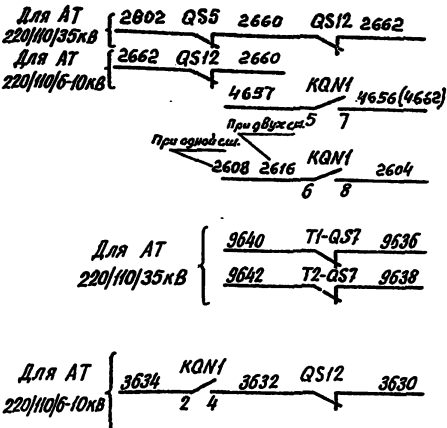 Для АТ
220/110/35кв
2802 QS5 2660 QS12 2662
Для АТ
220/110/6-10кв
2662 QS12 2660
4657 KQN1 4656(4662)
5 7
При одной с.ш. При двух с.ш.
2608 2616 KQN1 2604
6 8
Для АТ
220/110/35кВ
9640 T1-QS7 9636
9642 T2-QS7 9638
Для АТ
220/110/6-10кВ
3634 KQN1 3632 QS12 3630
2 4